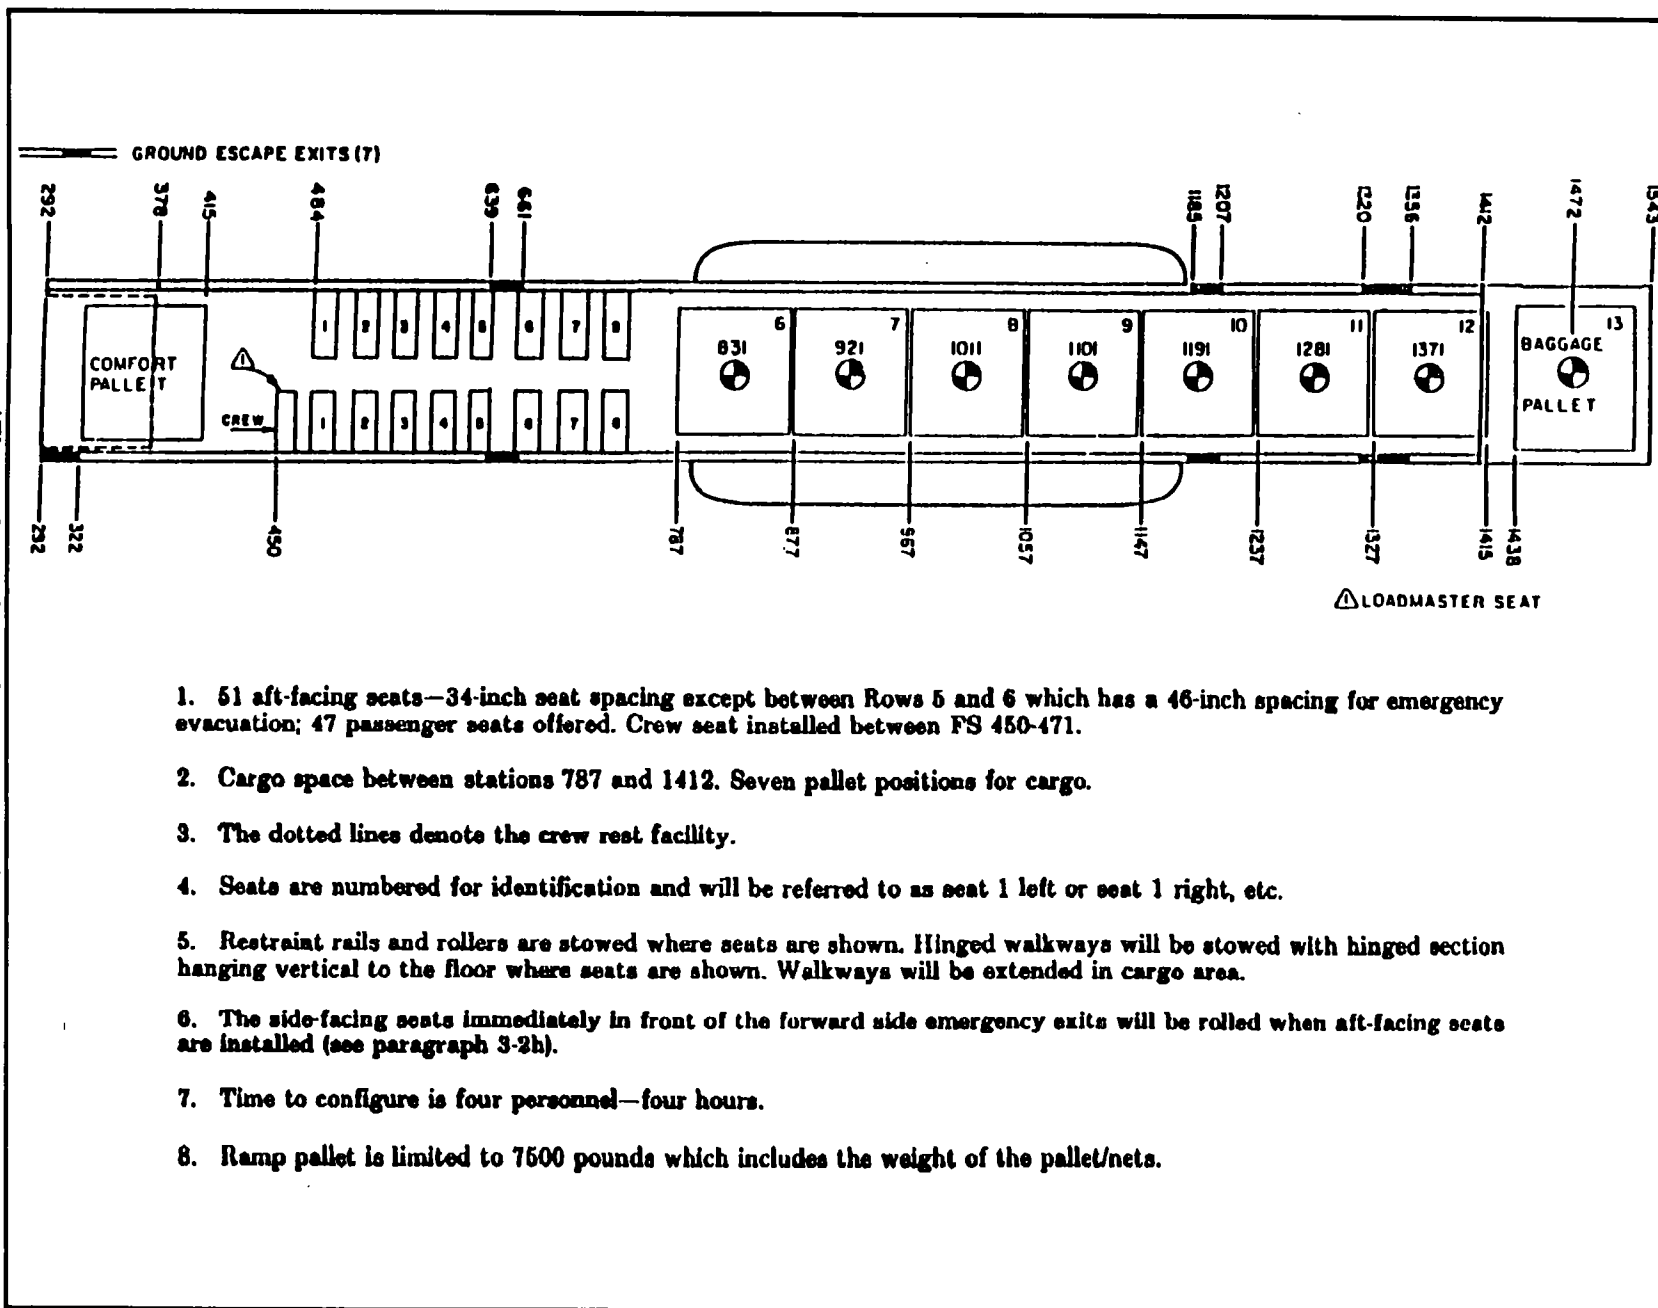 GROUND ESCAPE EXITS (7)
292 378 415 484 639 661 1185 1207 1320 1356 1412 1472 1543
1 2 3 4 5 6 7 8
6 7 8 9 10 11 12 13
831 921 1011 1101 1191 1281 1371
COMFORT
PALLET
BAGGAGE
PALLET
1
CREW
1 2 3 4 5 6 7 8
292 322 450 787 877 967 1057 1147 1237 1327 1415 1438
1 LOADMASTER SEAT
1. 51 aft-facing seats—34-inch seat spacing except between Rows 5 and 6 which has a 46-inch spacing for emergency
evacuation; 47 passenger seats offered. Crew seat installed between FS 450-471.
2. Cargo space between stations 787 and 1412. Seven pallet positions for cargo.
3. The dotted lines denote the crew rest facility.
4. Seats are numbered for identification and will be referred to as seat 1 left or seat 1 right, etc.
5. Restraint rails and rollers are stowed where seats are shown. Hinged walkways will be stowed with hinged section
hanging vertical to the floor where seats are shown. Walkways will be extended in cargo area.
6. The side-facing seats immediately in front of the forward side emergency exits will be rolled when aft-facing seats
are installed (see paragraph 3-2h).
7. Time to configure is four personnel—four hours.
8. Ramp pallet is limited to 7500 pounds which includes the weight of the pallet/nets.